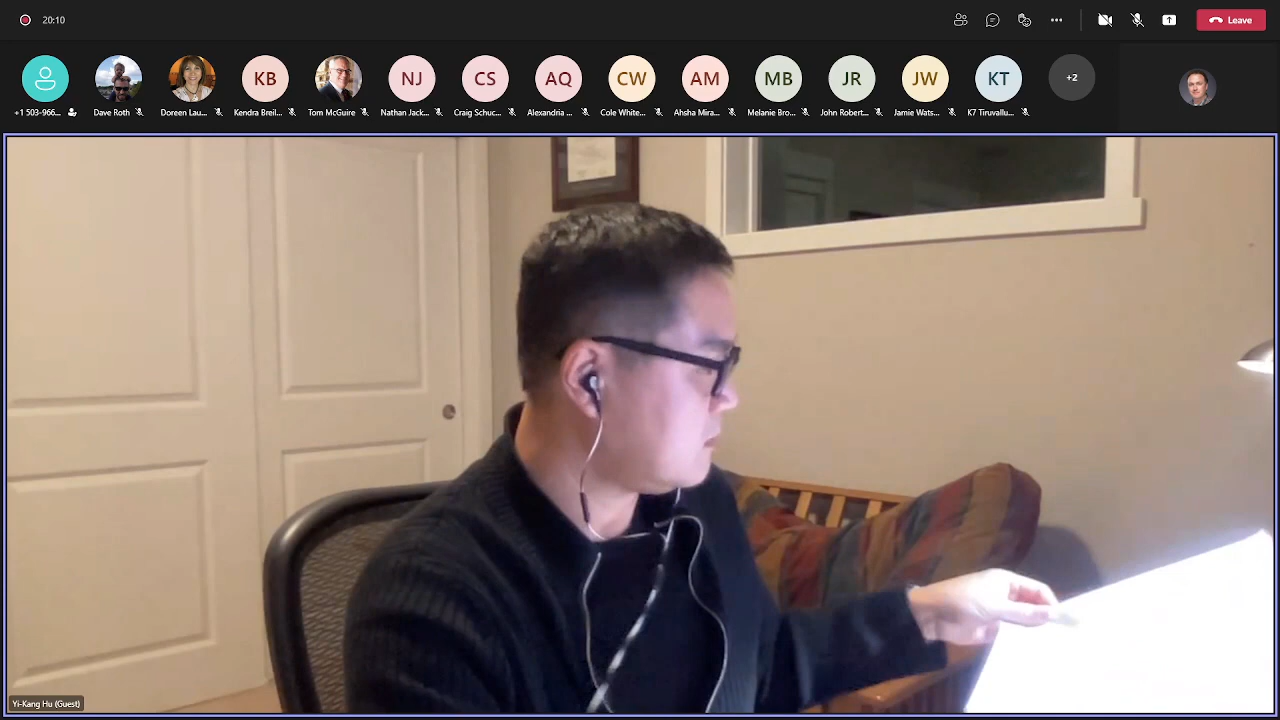 20:10
Leave
KB
NJ
CS
AQ
CW
AM
MB
JR
JW
KT
+2
+1 503-966...
Dave Roth
Doreen Lau...
Kendra Breil...
Tom McGuire
Nathan Jack...
Craig Schuc...
Alexandria ...
Cole White...
Ahsha Mira...
Melanie Bro...
John Robert...
Jamie Wats...
K7 Tiruvallu...
Yi-Kang Hu (Guest)